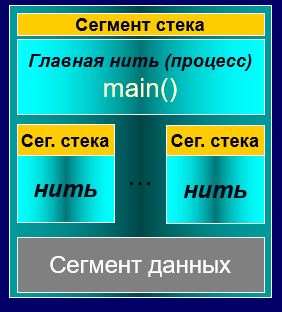 Сегмент стека
Главная нить (процесс)
main()
Сег. стека
Сег. стека
нить
...
нить
Сегмент данных